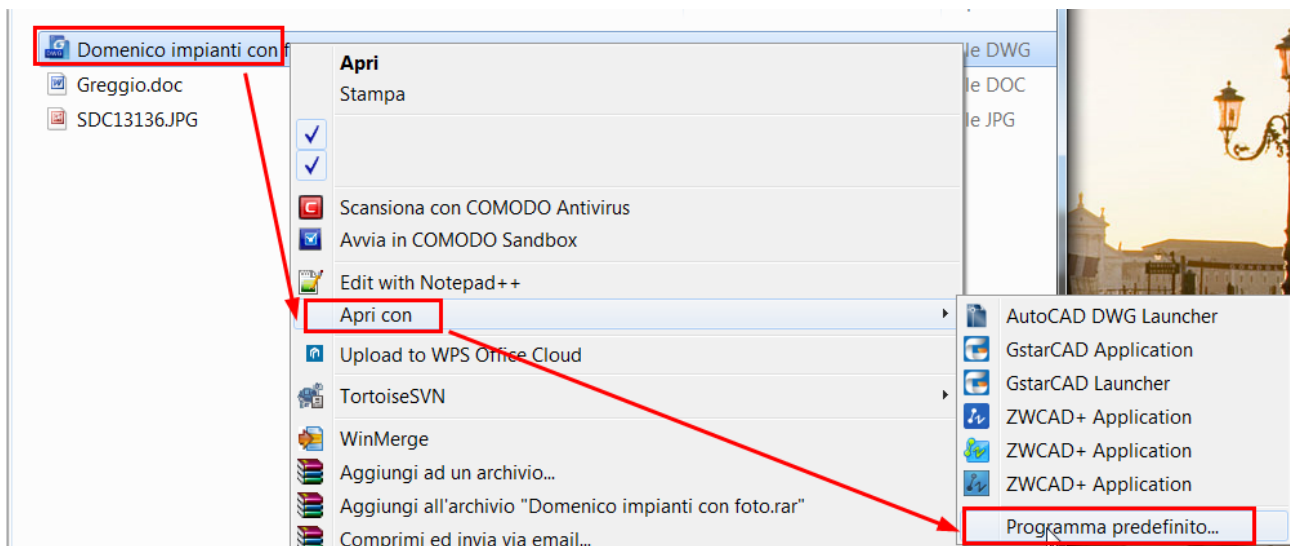 Domenico impianti con f
le DWG
Greggio.doc
le DOC
SDC13136.JPG
le JPG
Apri
Stampa
Scansiona con COMODO Antivirus
Avvia in COMODO Sandbox
Edit with Notepad++
Apri con
Upload to WPS Office Cloud
TortoiseSVN
WinMerge
Aggiungi ad un archivio...
Aggiungi all'archivio "Domenico impianti con foto.rar"
Comprimi ed invia via email...
AutoCAD DWG Launcher
GstarCAD Application
GstarCAD Launcher
ZWCAD+ Application
ZWCAD+ Application
ZWCAD+ Application
Programma predefinito...